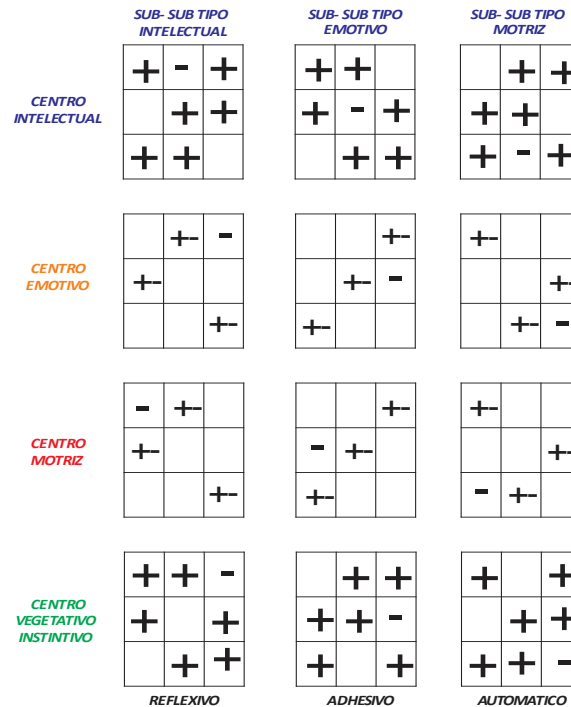 SUB- SUB TIPO INTELECTUAL
SUB- SUB TIPO EMOTIVO
SUB- SUB TIPO MOTRIZ
CENTRO
INTELECTUAL
+ - + + + + +
+ + + - + + +
+ + + + + - +
CENTRO
EMOTIVO
+- - +- +-
+- +- - +-
+- +- +- -
CENTRO
MOTRIZ
- +- +- +-
+- - +- +-
+- +- - +-
CENTRO
VEGETATIVO
INSTINTIVO
+ + - + + + +
+ + + + - + +
+ + + + + + -
REFLEXIVO
ADHESIVO
AUTOMATICO